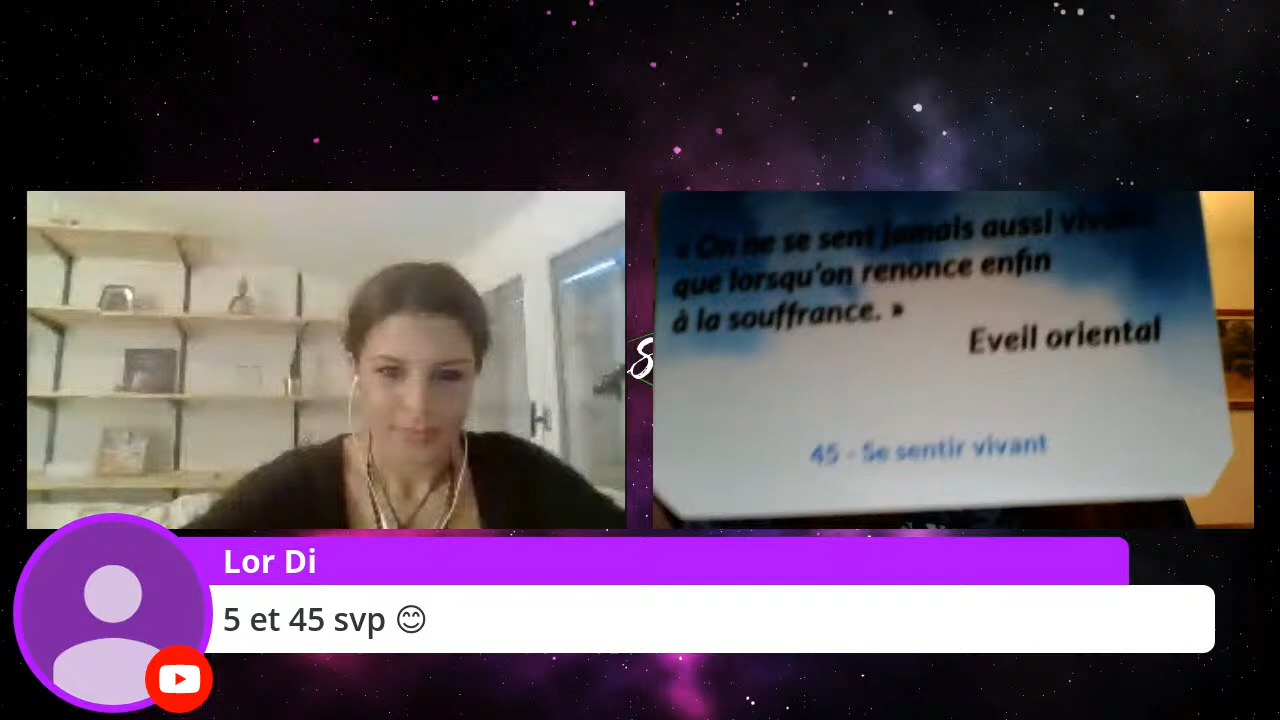 « On ne se sent jamais aussi
que lorsqu'on renonce enfin
à la souffrance. »
Eveil oriental
45 - Se sentir vivant
Lor Di
5 et 45 svp 😊